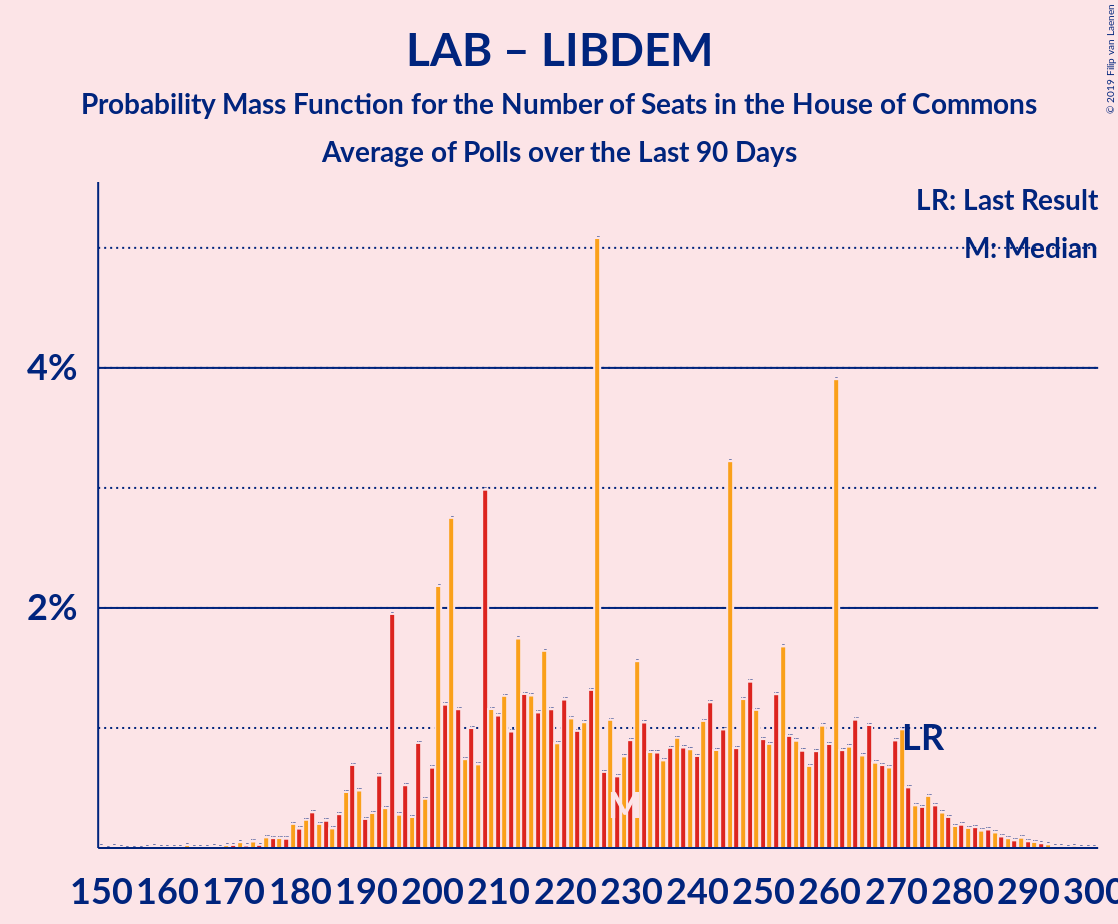 LAB – LIBDEM
Probability Mass Function for the Number of Seats in the House of Commons
Average of Polls over the Last 90 Days
© 2019 Filip van Laenen
LR: Last Result
M: Median
4%
2%
LR
M
150 160 170 180 190 200 210 220 230 240 250 260 270 280 290 300